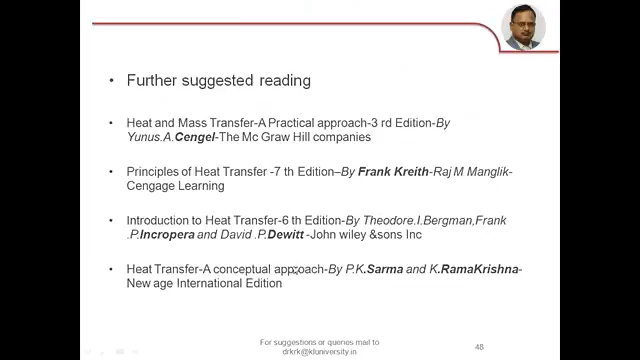 • Further suggested reading
• Heat and Mass Transfer-A Practical approach-3 rd Edition-By
Yunus.A.Cengel-The Mc Graw Hill companies
• Principles of Heat Transfer -7 th Edition–By Frank Kreith-Raj M Manglik-
Cengage Learning
• Introduction to Heat Transfer-6 th Edition-By Theodore.I.Bergman,Frank
.P.Incropera and David .P.Dewitt -John wiley &sons Inc
• Heat Transfer-A conceptual approach-By P.K.Sarma and K.RamaKrishna-
New age International Edition
For suggestions or queries mail to
drkrk@kluniversity.in
48